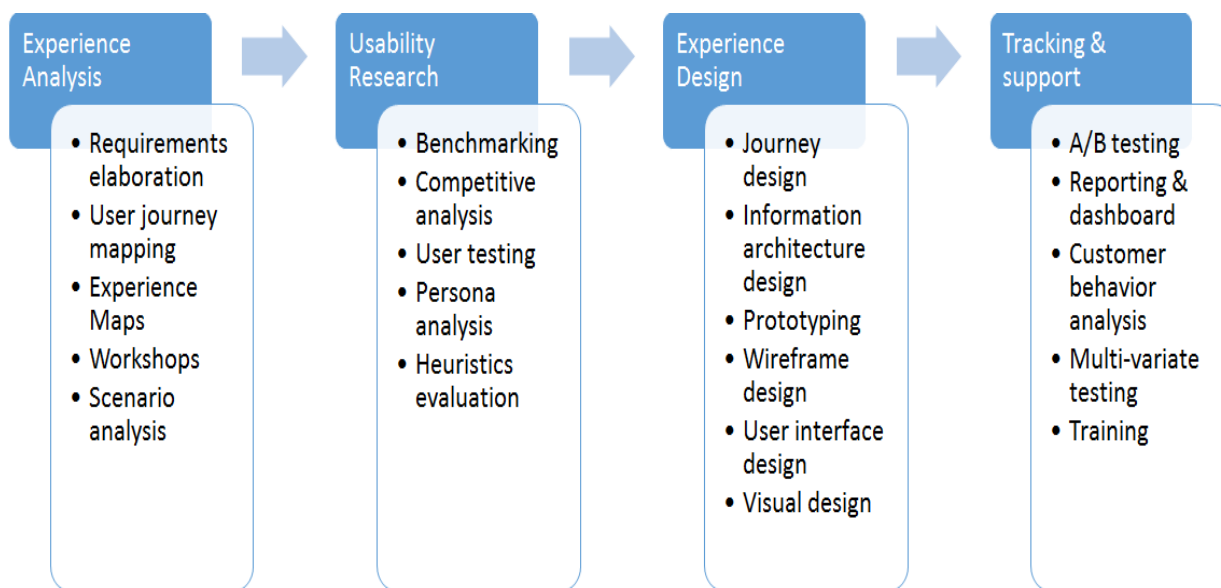 Experience
Analysis
• Requirements
elaboration
• User journey
mapping
• Experience
Maps
• Workshops
• Scenario
analysis
Usability
Research
• Benchmarking
• Competitive
analysis
• User testing
• Persona
analysis
• Heuristics
evaluation
Experience
Design
• Journey
design
• Information
architecture
design
• Prototyping
• Wireframe
design
• User interface
design
• Visual design
Tracking &
support
• A/B testing
• Reporting &
dashboard
• Customer
behavior
analysis
• Multi-variate
testing
• Training